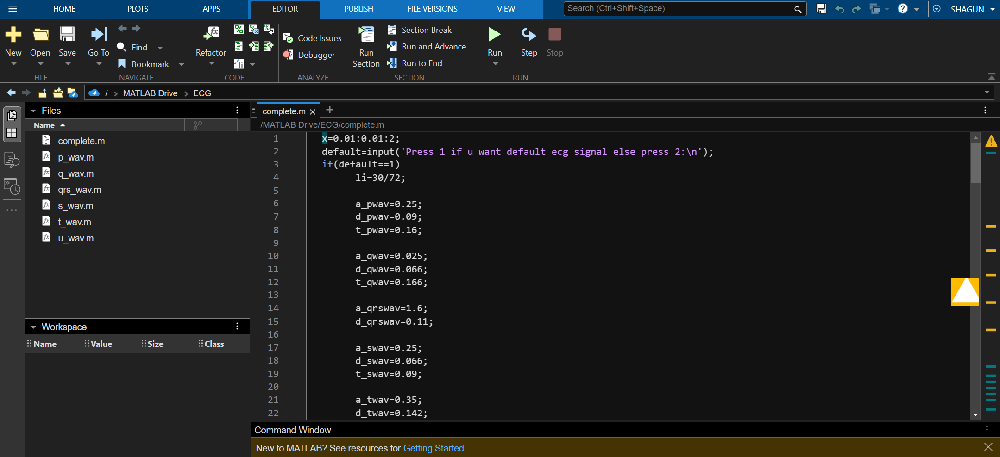 HOME PLOTS APPS EDITOR PUBLISH FILE VERSIONS VIEW Search (Ctrl+Shift+Space) SHAGUN
New Open Save Go To Find Bookmark Refactor Code Issues Debugger Run Section Section Break Run and Advance Run to End Run Step Stop
FILE NAVIGATE CODE ANALYZE SECTION RUN
/ MATLAB Drive ECG
Files
Name
complete.m
p_wav.m
q_wav.m
qrs_wav.m
s_wav.m
t_wav.m
u_wav.m
Workspace
Name Value Size Class
complete.m
/MATLAB Drive/ECG/complete.m
1 x=0.01:0.01:2;
2 default=input('Press 1 if u want default ecg signal else press 2:\n');
3 if(default==1)
4 li=30/72;
5
6 a_pwav=0.25;
7 d_pwav=0.09;
8 t_pwav=0.16;
9
10 a_qwav=0.025;
11 d_qwav=0.066;
12 t_qwav=0.166;
13
14 a_qrswav=1.6;
15 d_qrswav=0.11;
16
17 a_swav=0.25;
18 d_swav=0.066;
19 t_swav=0.09;
20
21 a_twav=0.35;
22 d_twav=0.142;
Command Window
New to MATLAB? See resources for Getting Started.